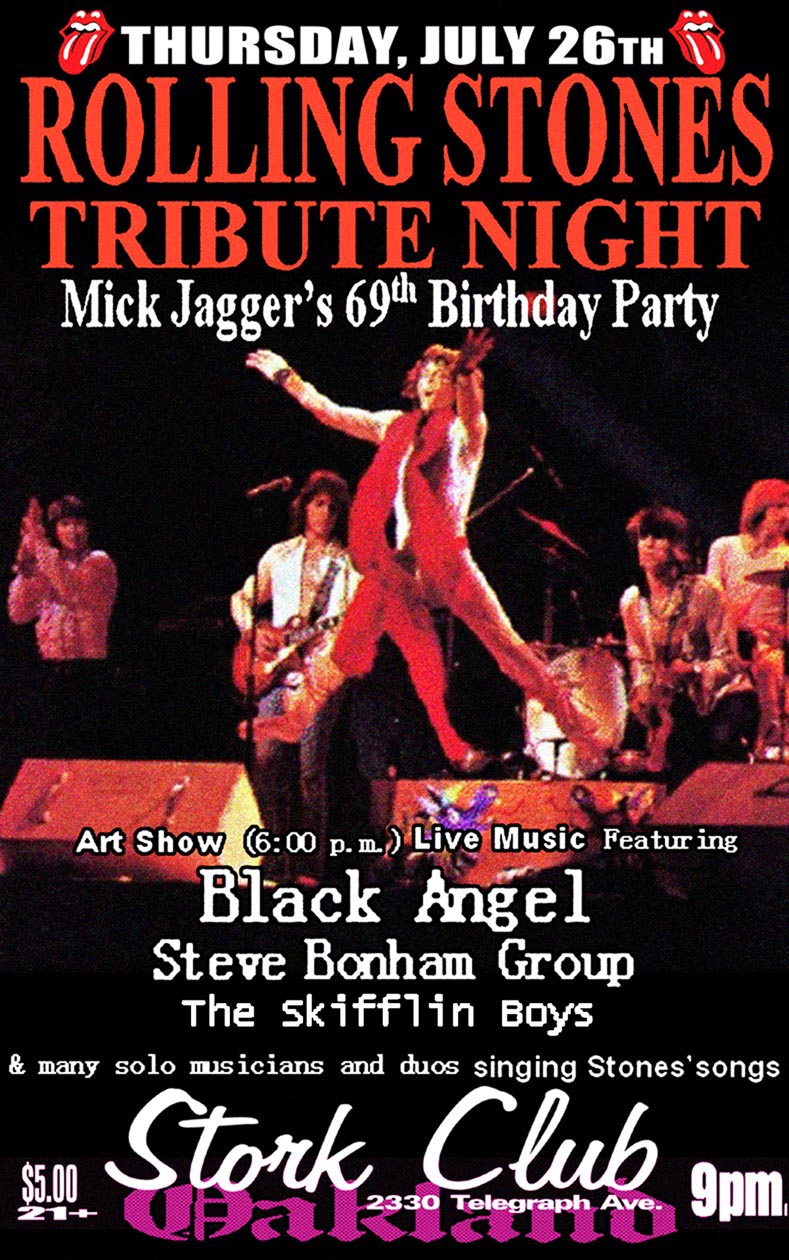 THURSDAY, JULY 26TH
ROLLING STONES
TRIBUTE NIGHT
Mick Jagger's 69th Birthday Party
Art Show (6:00 p.m.) Live Music Featuring
Black Angel
Steve Bonham Group
The Skifflin Boys
& many solo musicians and duos singing Stones' songs
Stork Club
$5.00
21+
2330 Telegraph Ave.
Oakland
9pm.